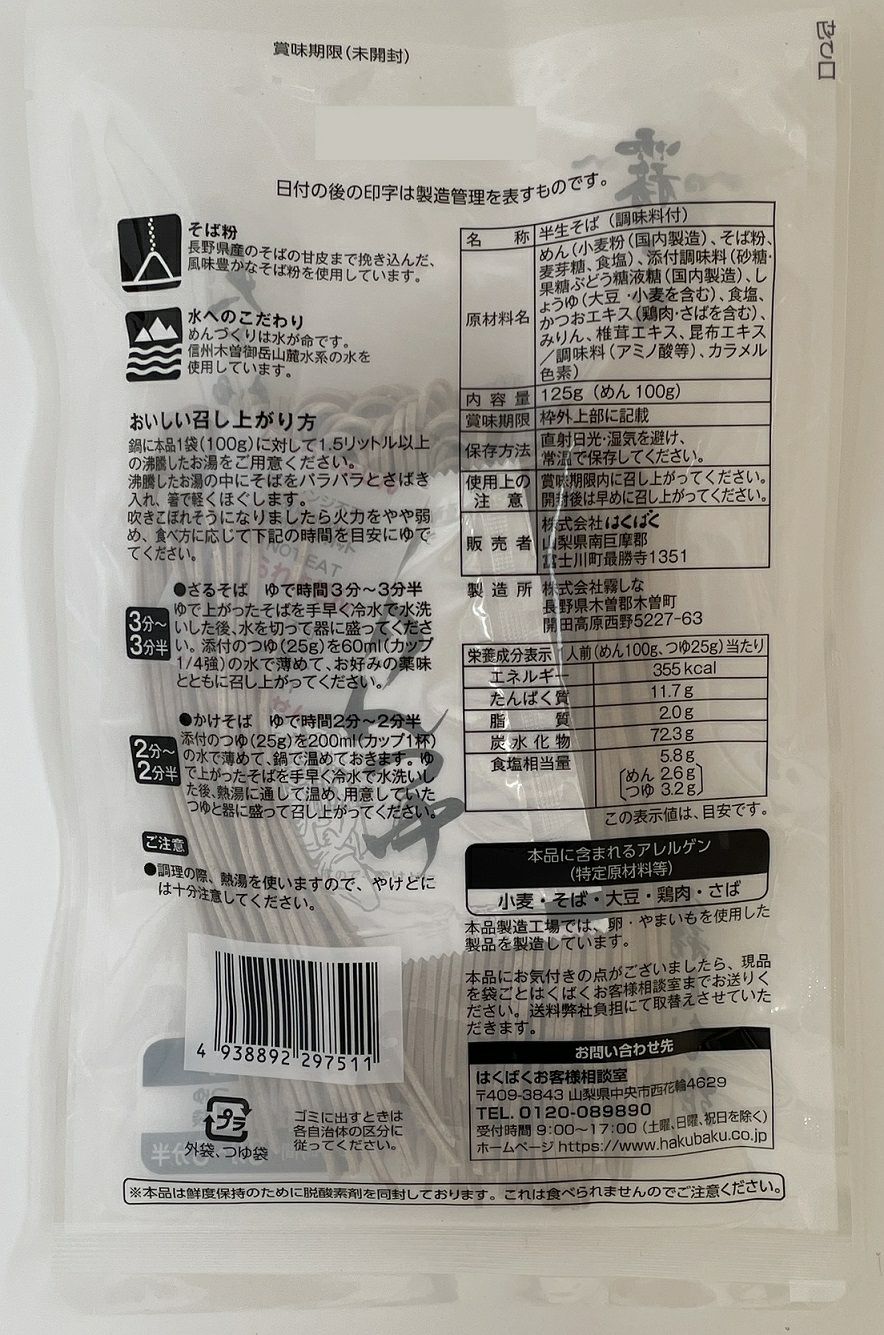 切り口
賞味期限(未開封)
日付の後の印字は製造管理を表すものです。
そば粉
長野県産のそばの甘皮まで挽き込んだ、
風味豊かなそば粉を使用しています。
水へのこだわり
めんづくりは水が命です。
信州木曽御岳山麓水系の水を
使用しています。
おいしい召し上がり方
鍋に本品1袋(100g)に対して1.5リットル以上
の沸騰したお湯をご用意ください。
沸騰したお湯の中にそばをバラバラとさばき
入れ、箸で軽くほぐします。
吹きこぼれそうになりましたら火力をやや弱
め、食べ方に応じて下記の時間を目安にゆで
てください。
3分〜
3分半
●ざるそば ゆで時間3分〜3分半
ゆで上がったそばを手早く冷水で水洗
いした後、水を切って器に盛ってくださ
い。添付のつゆ(25g)を60ml(カップ
1/4強)の水で薄めて、お好みの薬味
とともに召し上がってください。
2分〜
2分半
●かけそば ゆで時間2分〜2分半
添付のつゆ(25g)を200ml(カップ1杯)
の水で薄めて、鍋で温めておきます。ゆ
で上がったそばを手早く冷水で水洗いし
た後、熱湯に通して温め、用意していた
つゆと器に盛って召し上がってください。
ご注意
●調理の際、熱湯を使いますので、やけどに
は十分注意してください。
4 938892 297511
プラ
外袋、つゆ袋
ゴミに出すときは
各自治体の区分に
従ってください。
名称 半生そば(調味料付)
原材料名 めん(小麦粉(国内製造)、そば粉、
麦芽糖、食塩)、添付調味料(砂糖・
果糖ぶどう糖液糖(国内製造)、し
ょうゆ(大豆・小麦を含む)、食塩、
かつおエキス(鶏肉・さばを含む)、
みりん、椎茸エキス、昆布エキス
/調味料(アミノ酸等)、カラメル
色素)
内容量 125g(めん100g)
賞味期限 枠外上部に記載
保存方法 直射日光・湿気を避け、
常温で保存してください。
使用上の注意 賞味期限内に召し上がってください。
開封後は早めに召し上がってください。
販売者 株式会社はくばく
山梨県南巨摩郡
富士川町最勝寺1351
製造所 株式会社霧しな
長野県木曽郡木曽町
開田高原西野5227-63
栄養成分表示 1人前(めん100g、つゆ25g)当たり
エネルギー 355kcal
たんぱく質 11.7g
脂質 2.0g
炭水化物 72.3g
食塩相当量 5.8g
[めん 2.6g
つゆ 3.2g]
この表示値は、目安です。
本品に含まれるアレルゲン
(特定原材料等)
小麦・そば・大豆・鶏肉・さば
本品製造工場では、卵・やまいもを使用した
製品を製造しています。
本品にお気付きの点がございましたら、現品
を袋ごとはくばくお客様相談室までお送りく
ださい。送料弊社負担にて取替えさせていた
だきます。
お問い合わせ先
はくばくお客様相談室
〒409-3843 山梨県中央市西花輪4629
TEL. 0120-089890
受付時間 9:00〜17:00(土曜、日曜、祝日を除く)
ホームページ https://www.hakubaku.co.jp
※本品は鮮度保持のために脱酸素剤を同封しております。これは食べられませんのでご注意ください。